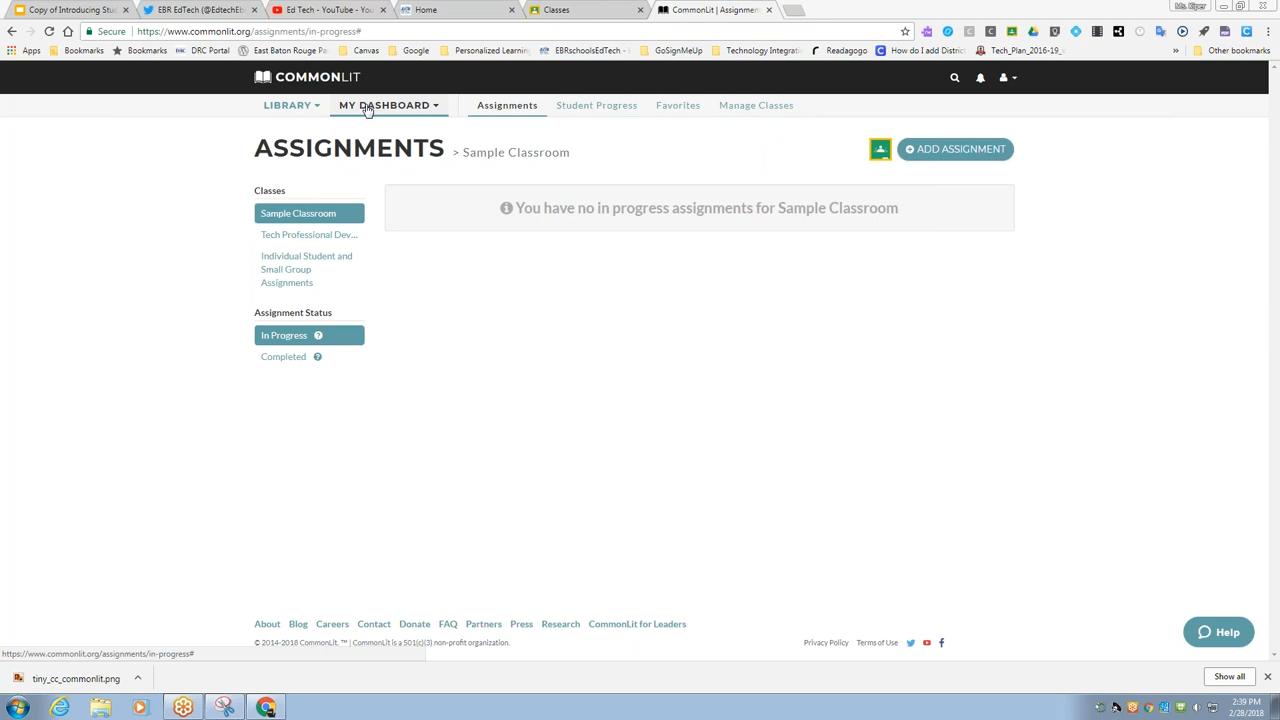 Copy of Introducing Stu
EBR EdTech (@EdtechEb
Ed Tech - YouTube - You
Home
Classes
CommonLit | Assignmen
Ms. Kiper
Secure
https://www.commonlit.org/assignments/in-progress#
Apps
Bookmarks
Bookmarks
DRC Portal
East Baton Rouge Pa
Canvas
Google
Personalized Learnin
EBRschoolsEdTech -
GoSignMeUp
Technology Integrati
Readagogo
How do I add District
Tech_Plan_2016-19_
»
Other bookmarks
COMMONLIT
LIBRARY
MY DASHBOARD
Assignments
Student Progress
Favorites
Manage Classes
ASSIGNMENTS > Sample Classroom
ADD ASSIGNMENT
Classes
Sample Classroom
Tech Professional Dev...
Individual Student and
Small Group
Assignments
You have no in progress assignments for Sample Classroom
Assignment Status
In Progress ?
Completed ?
About Blog Careers Contact Donate FAQ Partners Press Research CommonLit for Leaders
© 2014-2018 CommonLit. ™ | CommonLit is a 501(c)(3) non-profit organization.
Privacy Policy Terms of Use
Help
https://www.commonlit.org/assignments/in-progress#
tiny_cc_commonlit.png
Show all
2:39 PM
2/28/2018